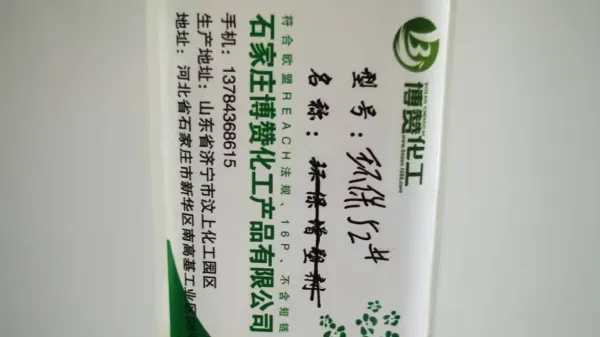 博赞化工
型号：环保52#
名称：环保增塑剂
符合欧盟REACH法规、16P、不含短链
石家庄博赞化工产品有限公司
手机：13784368615
生产地址：山东省济宁市汶上化工园区
地址：河北省石家庄市新华区南高基工业区